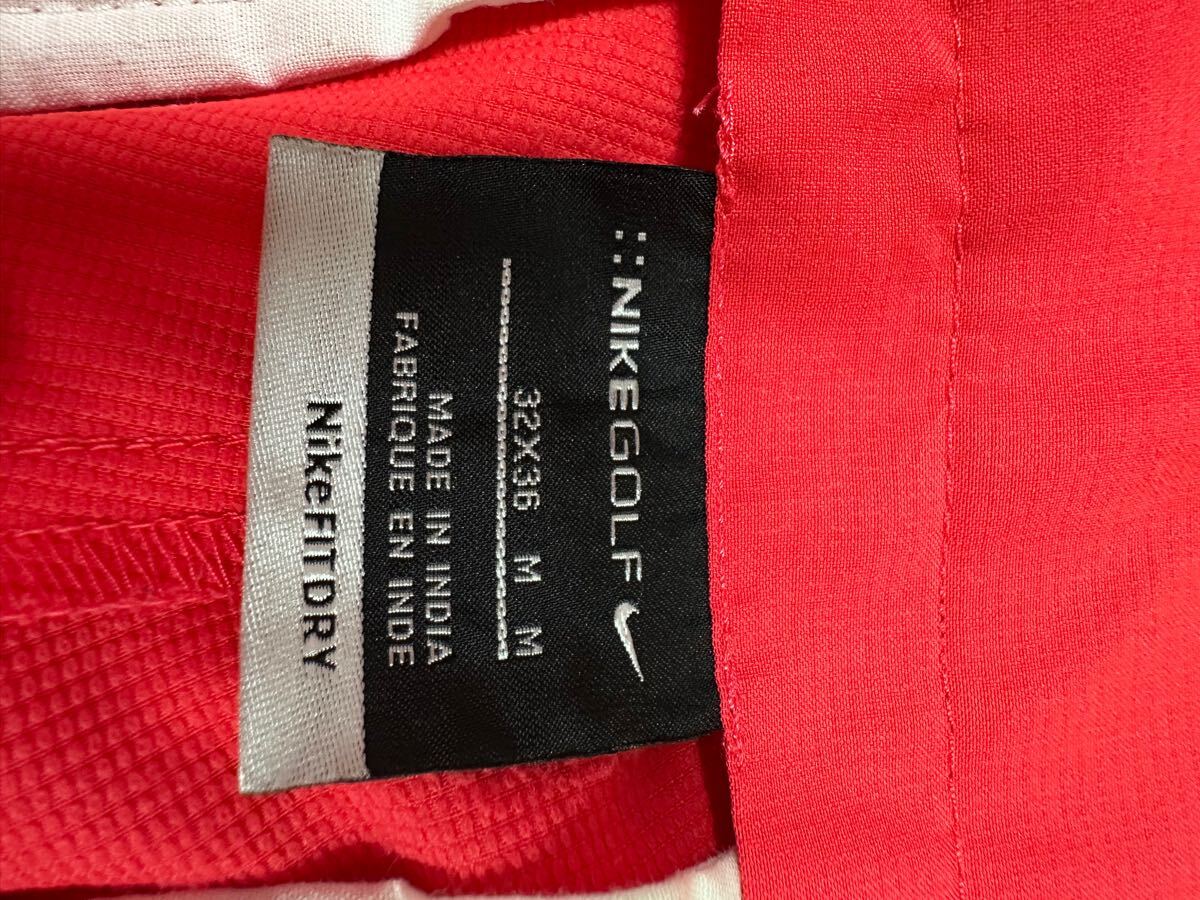 ::NIKEGOLF
32X36 M M
MADE IN INDIA
FABRIQUE EN INDE
NikeFITDRY